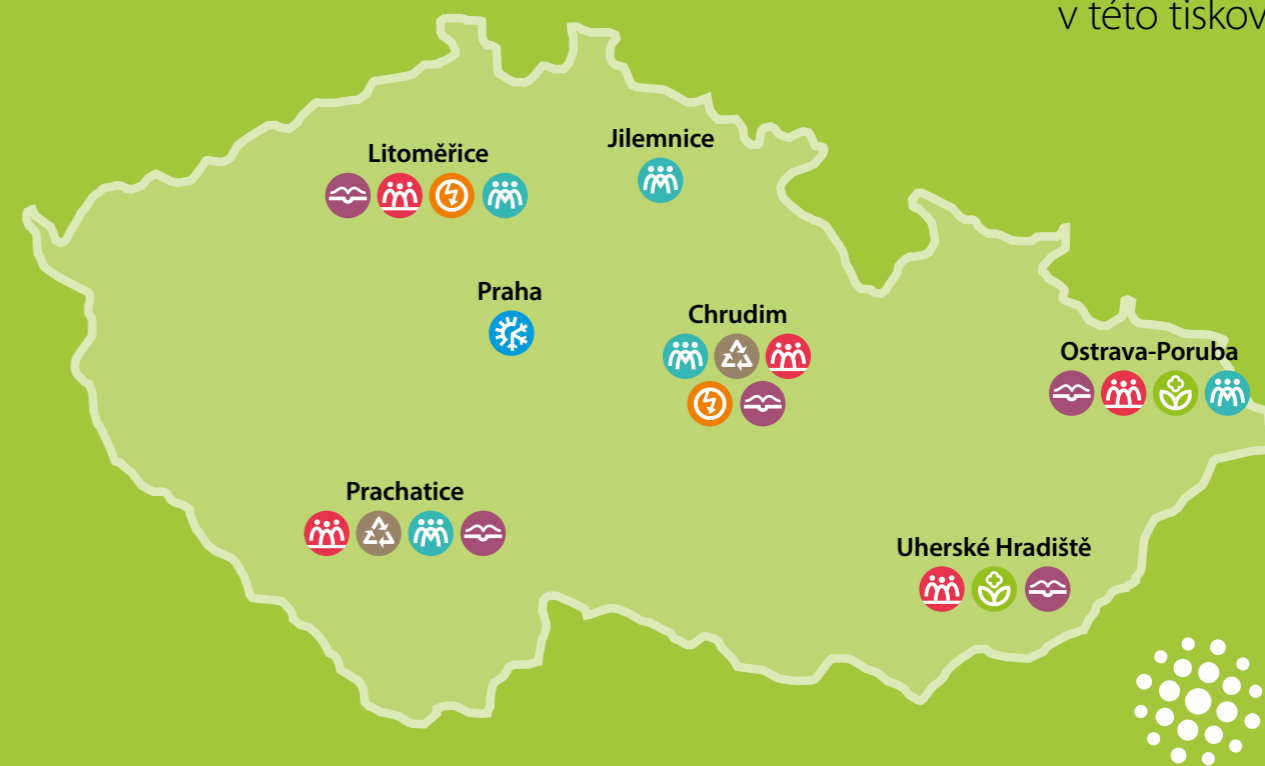 v této tiskov
Jilemnice
Litoměřice
Praha
Chrudim
Ostrava-Poruba
Prachatice
Uherské Hradiště